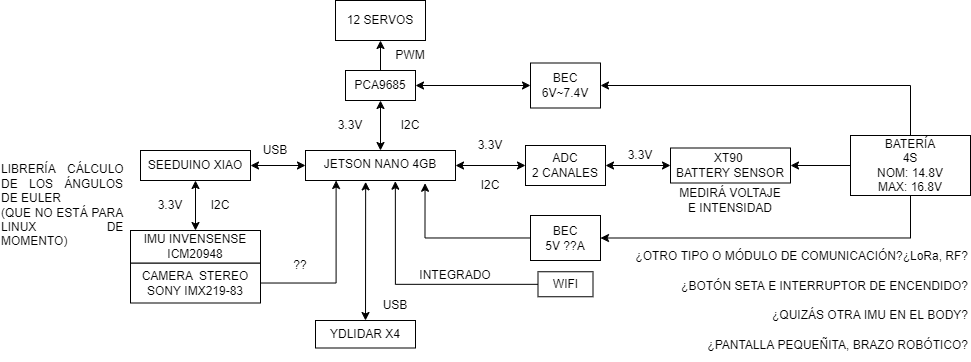 12 SERVOS
PWM
PCA9685
BEC
6V~7.4V
3.3V
I2C
USB
SEEDUINO XIAO
JETSON NANO 4GB
3.3V
I2C
ADC
2 CANALES
3.3V
XT90
BATTERY SENSOR
BATERÍA
4S
NOM: 14.8V
MAX: 16.8V
MEDIRÁ VOLTAJE
E INTENSIDAD
LIBRERÍA CÁLCULO
DE LOS ÁNGULOS
DE EULER
(QUE NO ESTÁ PARA
LINUX DE
MOMENTO)
3.3V
I2C
IMU INVENSENSE
ICM20948
CAMERA STEREO
SONY IMX219-83
??
BEC
5V ??A
INTEGRADO
WIFI
USB
YDLIDAR X4
¿OTRO TIPO O MÓDULO DE COMUNICACIÓN?¿LoRa, RF?
¿BOTÓN SETA E INTERRUPTOR DE ENCENDIDO?
¿QUIZÁS OTRA IMU EN EL BODY?
¿PANTALLA PEQUEÑITA, BRAZO ROBÓTICO?